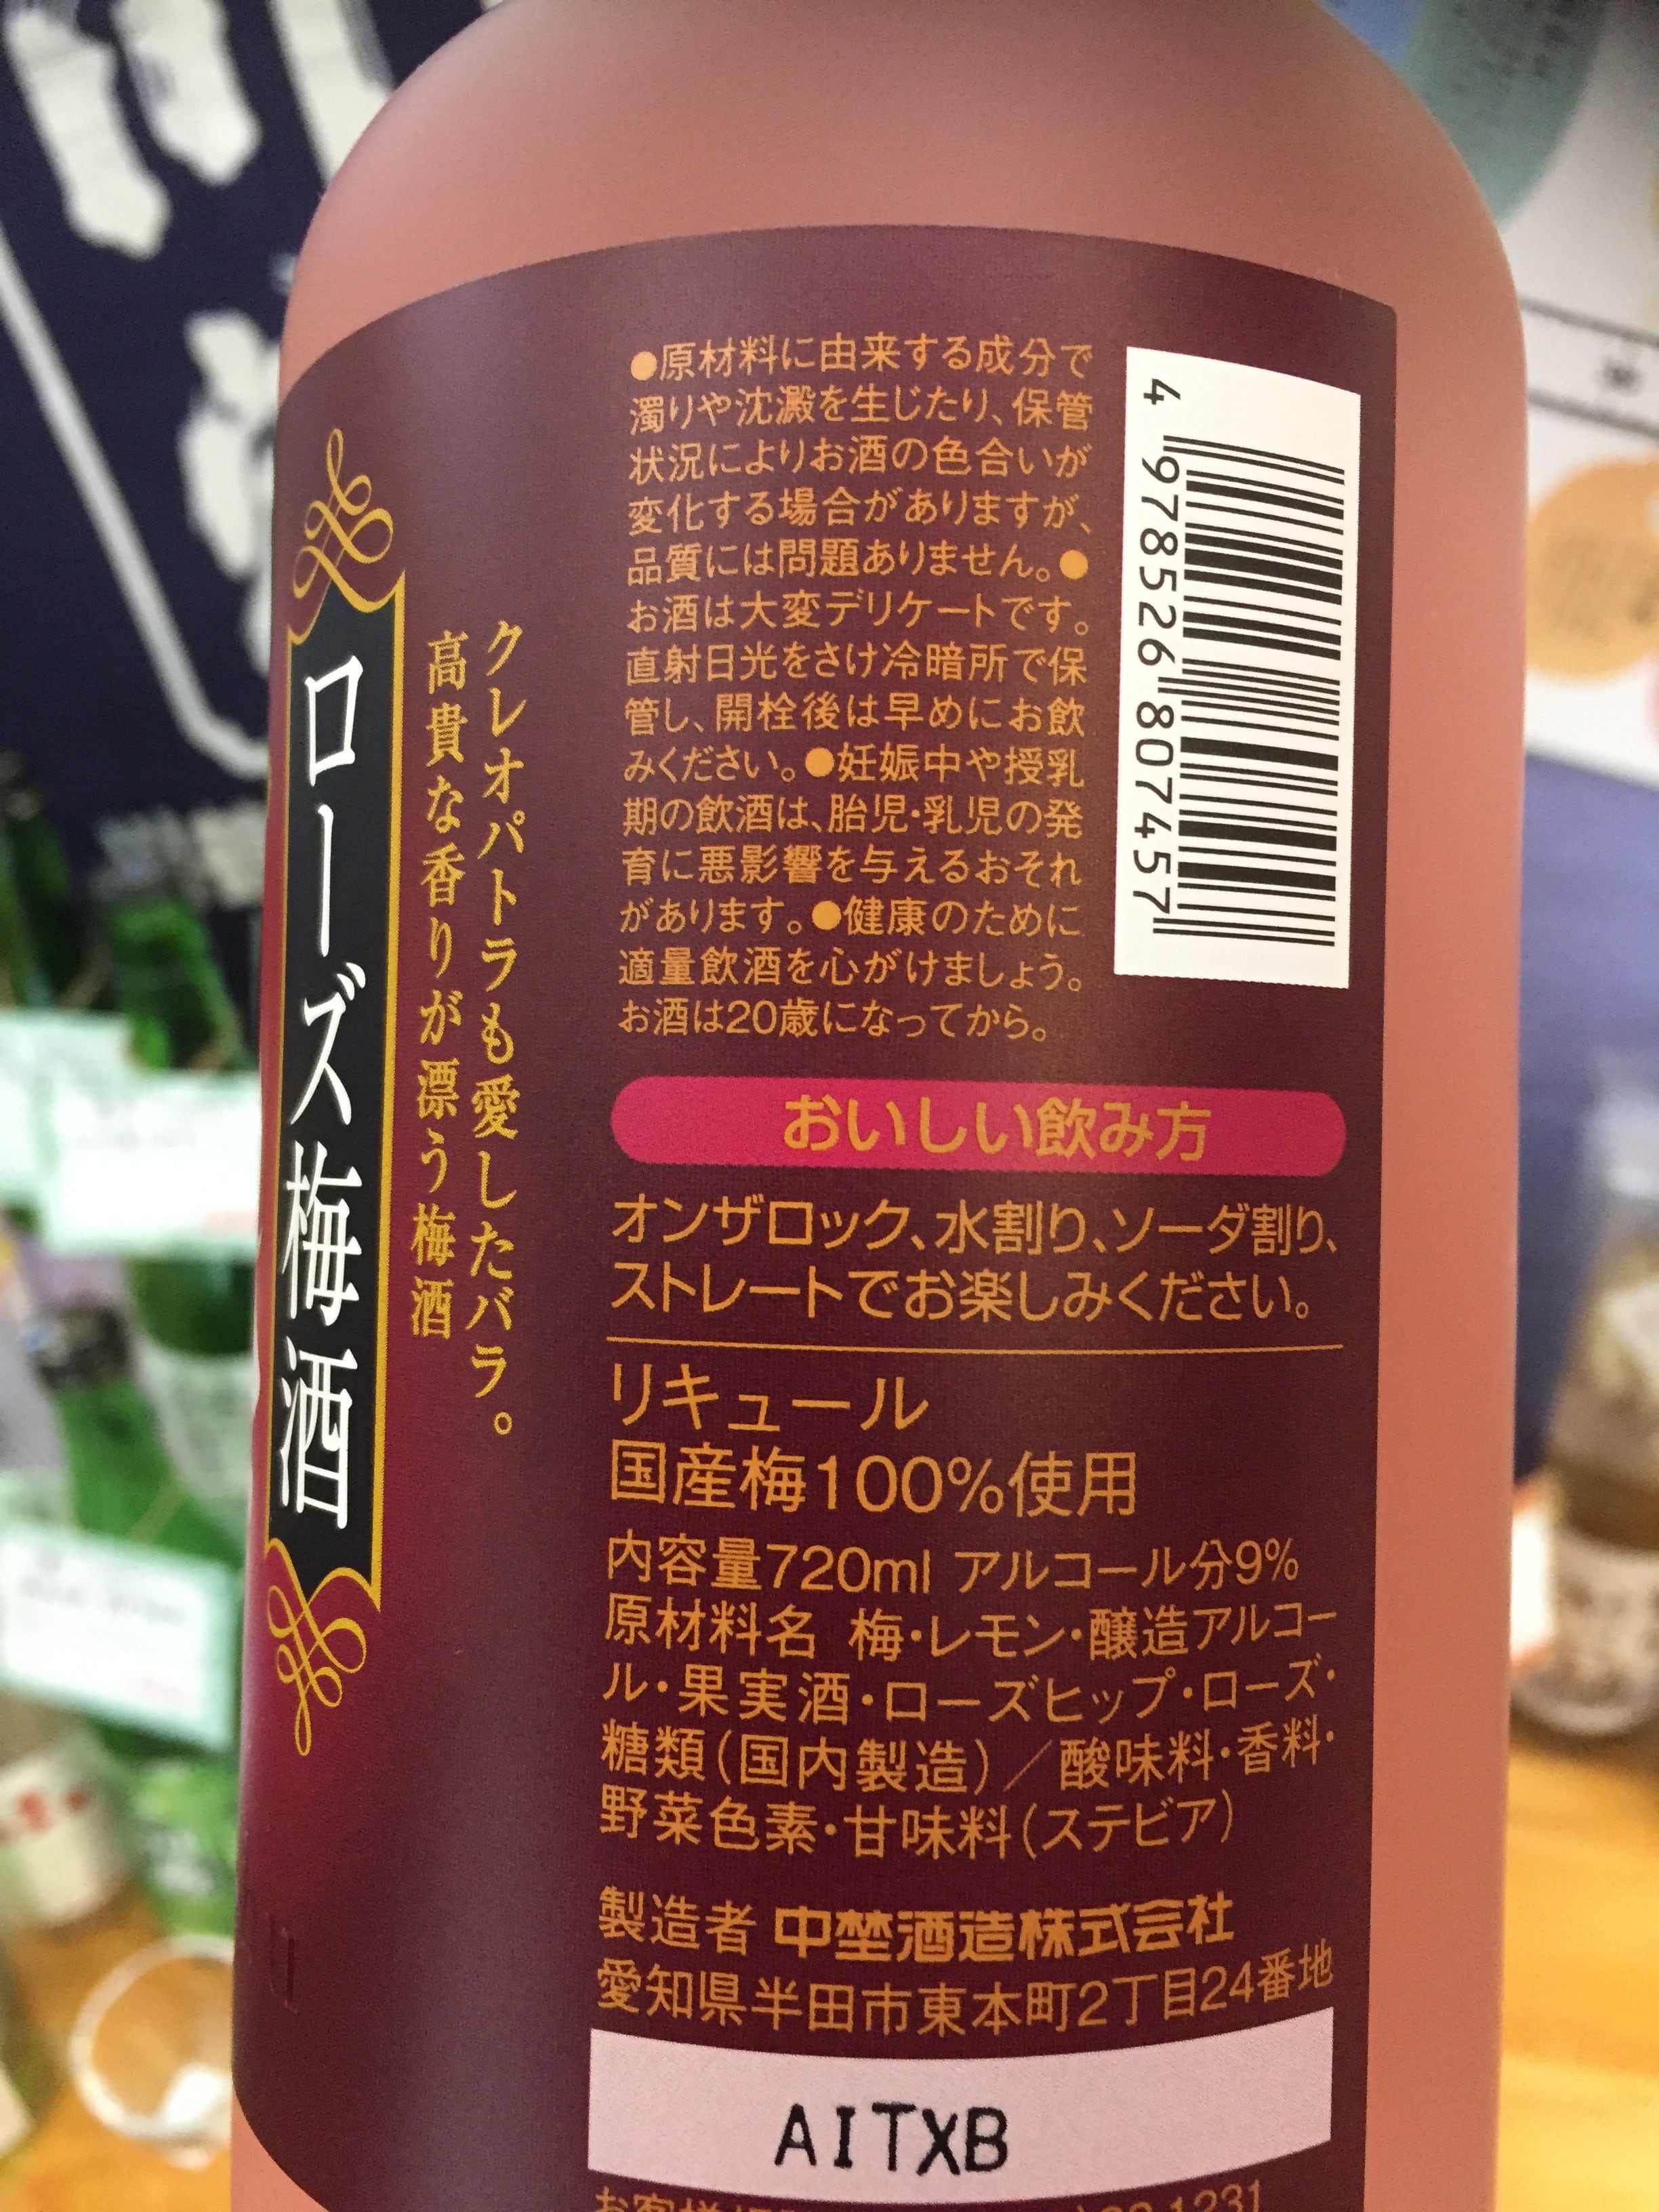 ローズ梅酒
クレオパトラも愛したバラ。
高貴な香りが漂う梅酒
●原材料に由来する成分で
濁りや沈澱を生じたり、保管
状況によりお酒の色合いが
変化する場合がありますが、
品質には問題ありません。●
お酒は大変デリケートです。
直射日光をさけ冷暗所で保
管し、開栓後は早めにお飲
みください。●妊娠中や授乳
期の飲酒は、胎児・乳児の発
育に悪影響を与えるおそれ
があります。●健康のために
適量飲酒を心がけましょう。
お酒は20歳になってから。
4 978526 807457
おいしい飲み方
オンザロック、水割り、ソーダ割り、
ストレートでお楽しみください。
リキュール
国産梅100%使用
内容量720ml アルコール分9%
原材料名 梅・レモン・醸造アルコー
ル・果実酒・ローズヒップ・ローズ・
糖類(国内製造)／酸味料・香料・
野菜色素・甘味料(ステビア)
製造者 中埜酒造株式会社
愛知県半田市東本町2丁目24番地
AITXB